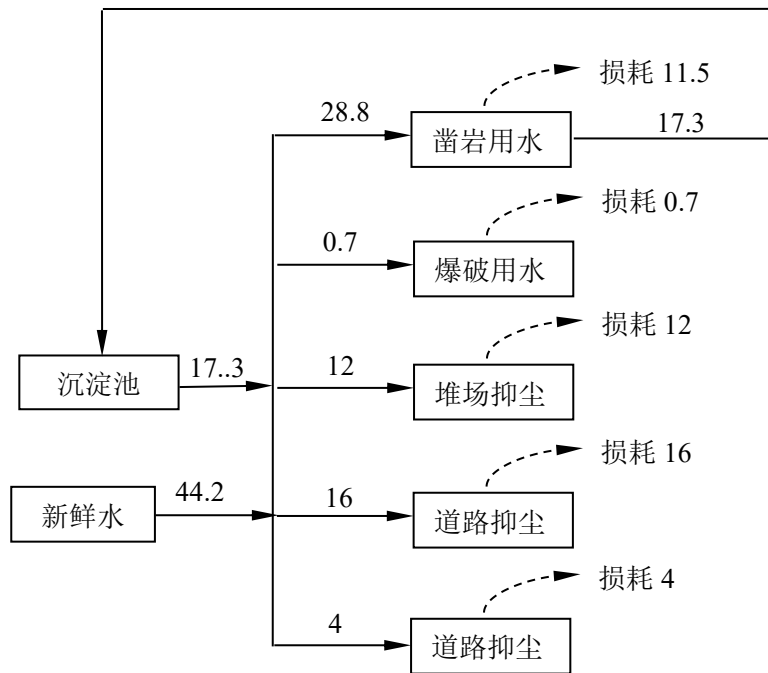 损耗 11.5
28.8
凿岩用水
17.3
损耗 0.7
0.7
爆破用水
损耗 12
沉淀池
17..3
12
堆场抑尘
损耗 16
新鲜水
44.2
16
道路抑尘
损耗 4
4
道路抑尘